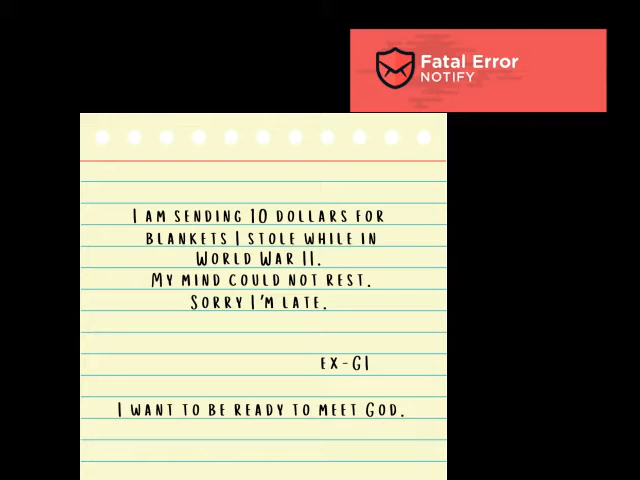 Fatal Error
NOTIFY
I AM SENDING 10 DOLLARS FOR
BLANKETS I STOLE WHILE IN
WORLD WAR II.
MY MIND COULD NOT REST.
SORRY I'M LATE.
EX-GI
I WANT TO BE READY TO MEET GOD.